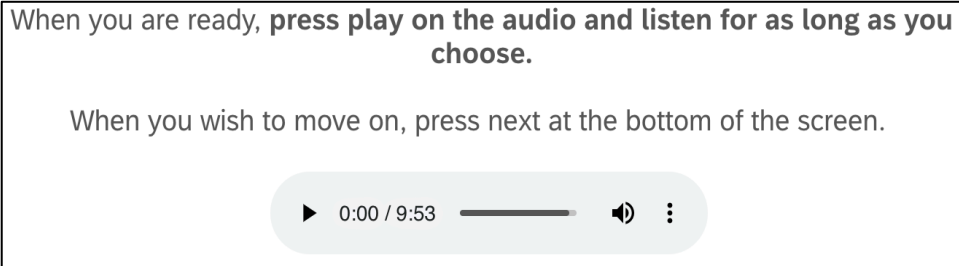 When you are ready, press play on the audio and listen for as long as you
choose.
When you wish to move on, press next at the bottom of the screen.
0:00 / 9:53